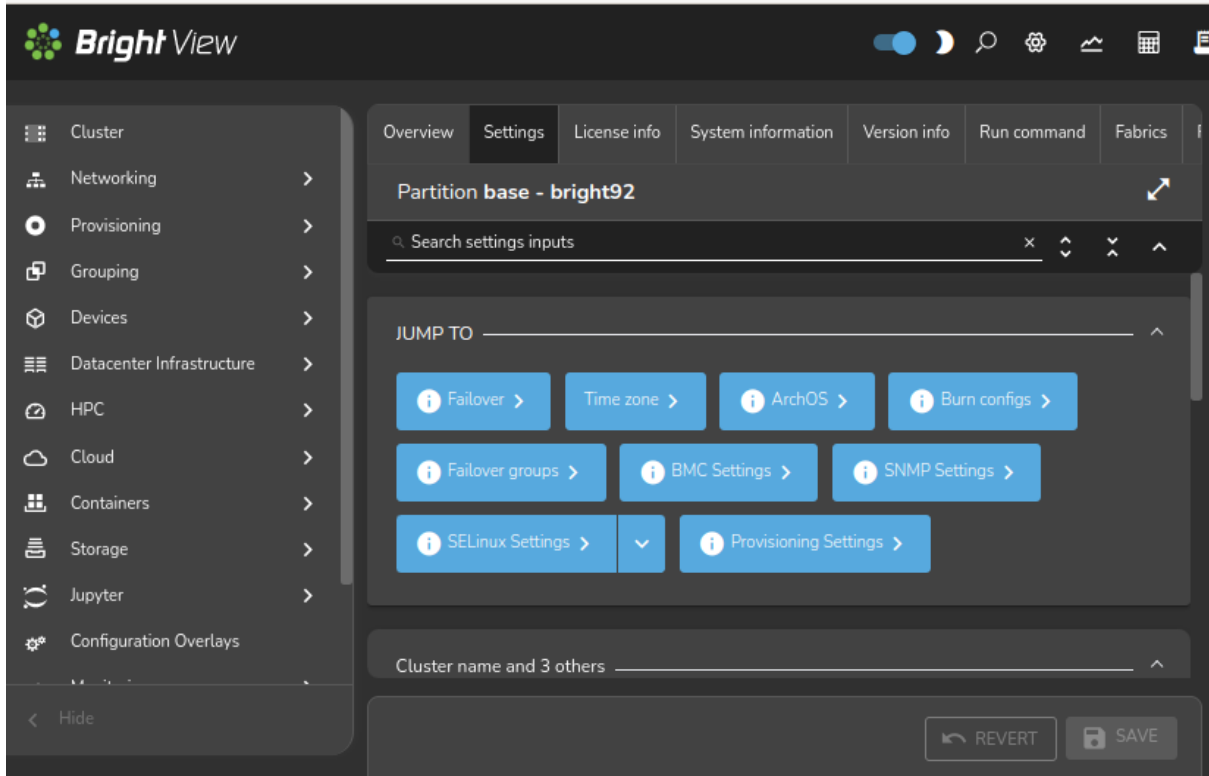 Bright View
Cluster
Networking
Provisioning
Grouping
Devices
Datacenter Infrastructure
HPC
Cloud
Containers
Storage
Jupyter
Configuration Overlays
Hide
Overview Settings License info System information Version info Run command Fabrics
Partition base - bright92
Search settings inputs
JUMP TO
Failover Time zone ArchOS Burn configs
Failover groups BMC Settings SNMP Settings
SELinux Settings Provisioning Settings
Cluster name and 3 others
REVERT SAVE